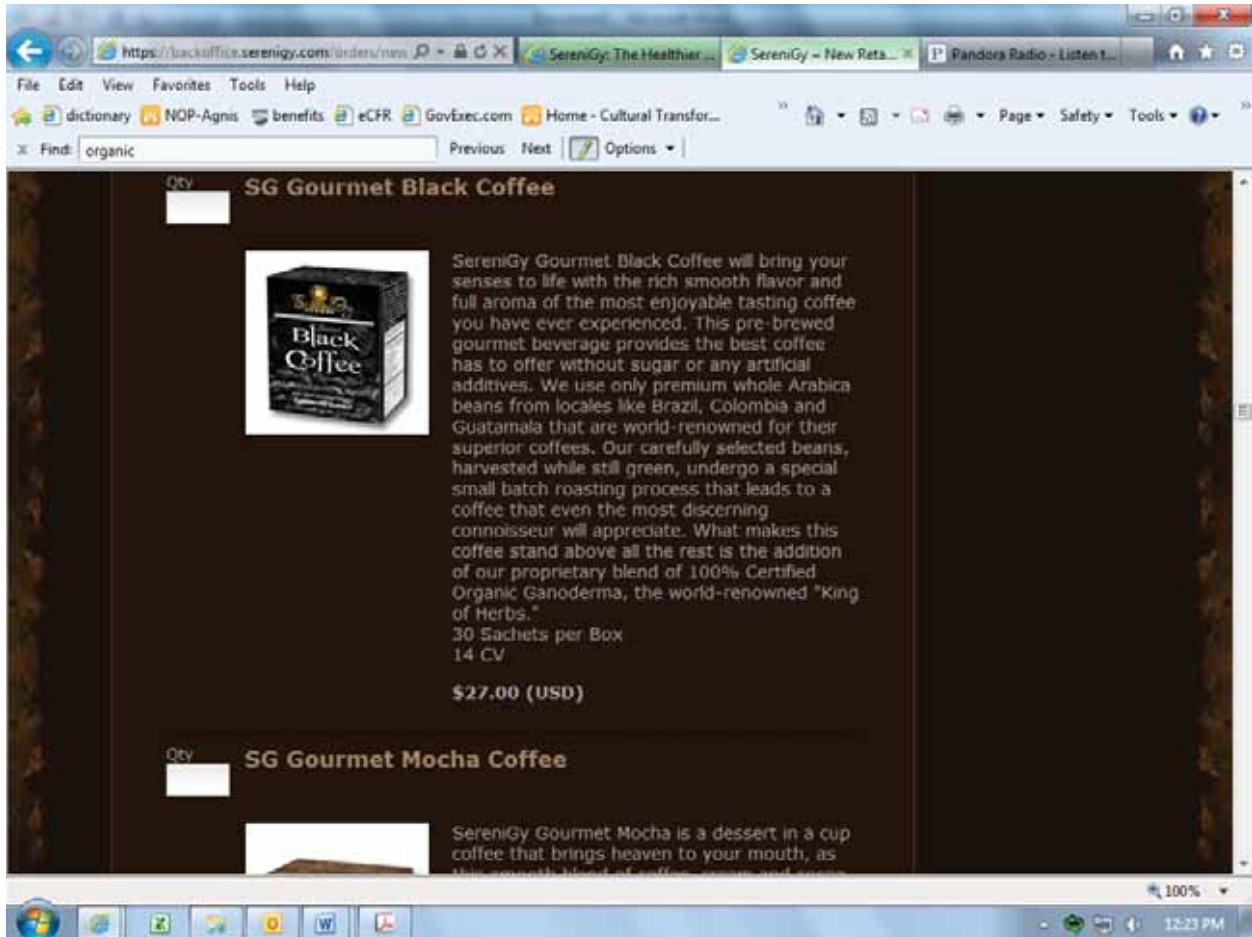 https://backoffice.serenigy.com/orders/new
SereniGy: The Healthier ...
SereniGy – New Reta...
Pandora Radio - Listen t...
File Edit View Favorites Tools Help
dictionary NOP-Agnis benefits eCFR GovExec.com Home - Cultural Transfor...
Page Safety Tools
x Find: organic Previous Next Options
Qty
SG Gourmet Black Coffee
Black
Coffee
SereniGy Gourmet Black Coffee will bring your
senses to life with the rich smooth flavor and
full aroma of the most enjoyable tasting coffee
you have ever experienced. This pre-brewed
gourmet beverage provides the best coffee
has to offer without sugar or any artificial
additives. We use only premium whole Arabica
beans from locales like Brazil, Colombia and
Guatamala that are world-renowned for their
superior coffees. Our carefully selected beans,
harvested while still green, undergo a special
small batch roasting process that leads to a
coffee that even the most discerning
connoisseur will appreciate. What makes this
coffee stand above all the rest is the addition
of our proprietary blend of 100% Certified
Organic Ganoderma, the world-renowned "King
of Herbs."
30 Sachets per Box
14 CV
$27.00 (USD)
Qty
SG Gourmet Mocha Coffee
SereniGy Gourmet Mocha is a dessert in a cup
coffee that brings heaven to your mouth, as
100%
12:23 PM